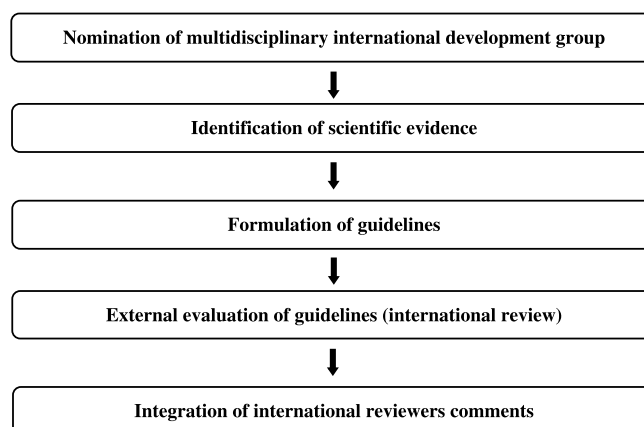 Nomination of multidisciplinary international development group
Identification of scientific evidence
Formulation of guidelines
External evaluation of guidelines (international review)
Integration of international reviewers comments